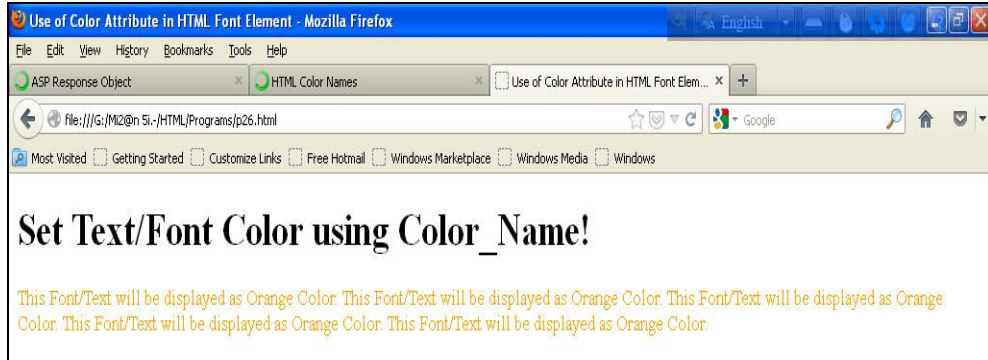 Use of Color Attribute in HTML Font Element - Mozilla Firefox
English
File Edit View History Bookmarks Tools Help
ASP Response Object
HTML Color Names
Use of Color Attribute in HTML Font Elem...
file:///G:/Mi2@n 5i.-/HTML/Programs/p26.html
Google
Most Visited Getting Started Customize Links Free Hotmail Windows Marketplace Windows Media Windows
Set Text/Font Color using Color_Name!
This Font/Text will be displayed as Orange Color. This Font/Text will be displayed as Orange Color. This Font/Text will be displayed as Orange
Color. This Font/Text will be displayed as Orange Color. This Font/Text will be displayed as Orange Color.